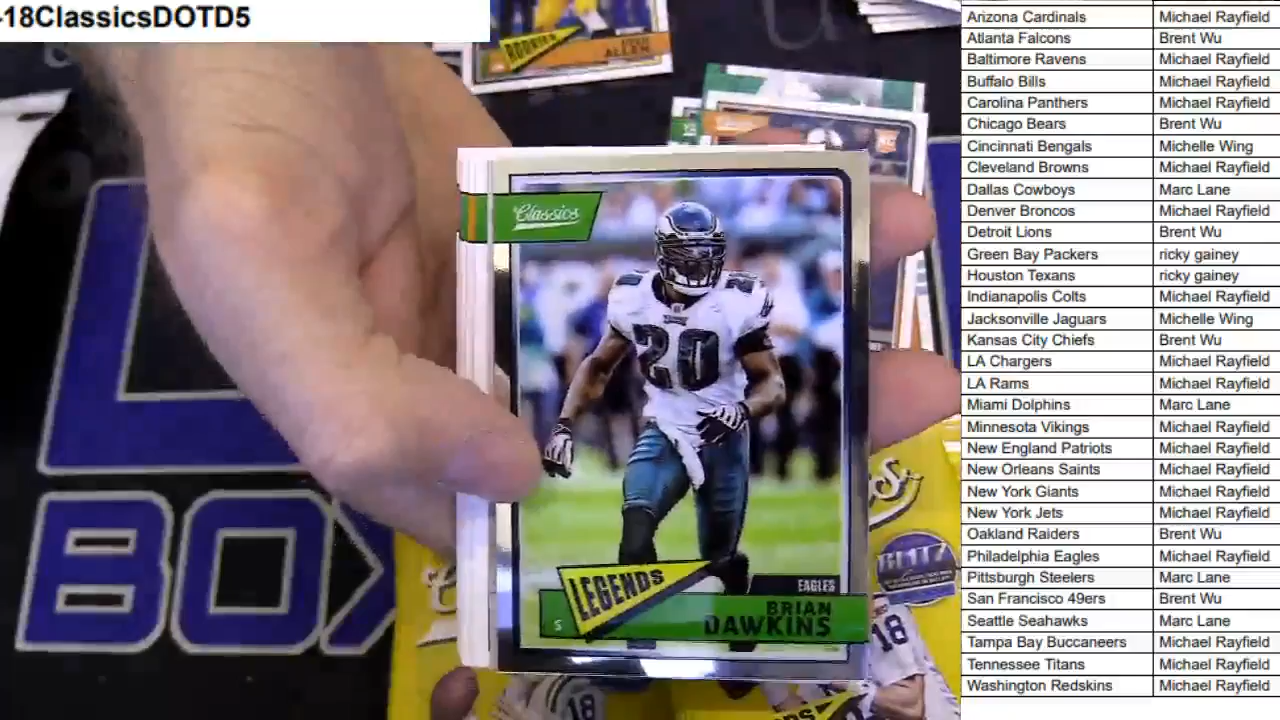 -18ClassicsDOTD5
ROOKIES
ALLEN
Classics
20
LEGENDS
EAGLES
S
BRIAN
DAWKINS
BOX
BLITZ
18
18
Arizona Cardinals Michael Rayfield
Atlanta Falcons Brent Wu
Baltimore Ravens Michael Rayfield
Buffalo Bills Michael Rayfield
Carolina Panthers Michael Rayfield
Chicago Bears Brent Wu
Cincinnati Bengals Michelle Wing
Cleveland Browns Michael Rayfield
Dallas Cowboys Marc Lane
Denver Broncos Michael Rayfield
Detroit Lions Brent Wu
Green Bay Packers ricky gainey
Houston Texans ricky gainey
Indianapolis Colts Michael Rayfield
Jacksonville Jaguars Michelle Wing
Kansas City Chiefs Brent Wu
LA Chargers Michael Rayfield
LA Rams Michael Rayfield
Miami Dolphins Marc Lane
Minnesota Vikings Michael Rayfield
New England Patriots Michael Rayfield
New Orleans Saints Michael Rayfield
New York Giants Michael Rayfield
New York Jets Michael Rayfield
Oakland Raiders Brent Wu
Philadelphia Eagles Michael Rayfield
Pittsburgh Steelers Marc Lane
San Francisco 49ers Brent Wu
Seattle Seahawks Marc Lane
Tampa Bay Buccaneers Michael Rayfield
Tennessee Titans Michael Rayfield
Washington Redskins Michael Rayfield